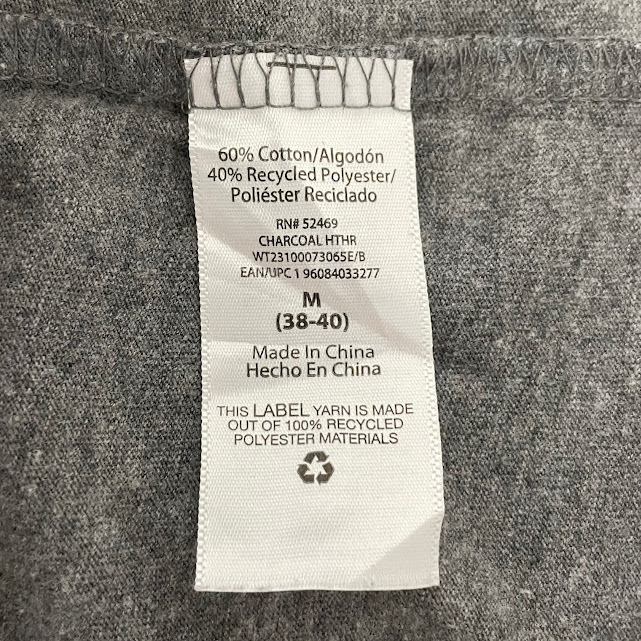 60% Cotton/Algodón
40% Recycled Polyester/
Poliéster Reciclado
RN# 52469
CHARCOAL HTHR
WT23100073065E/B
EAN/UPC 1 96084033277
M
(38-40)
Made In China
Hecho En China
THIS LABEL YARN IS MADE
OUT OF 100% RECYCLED
POLYESTER MATERIALS